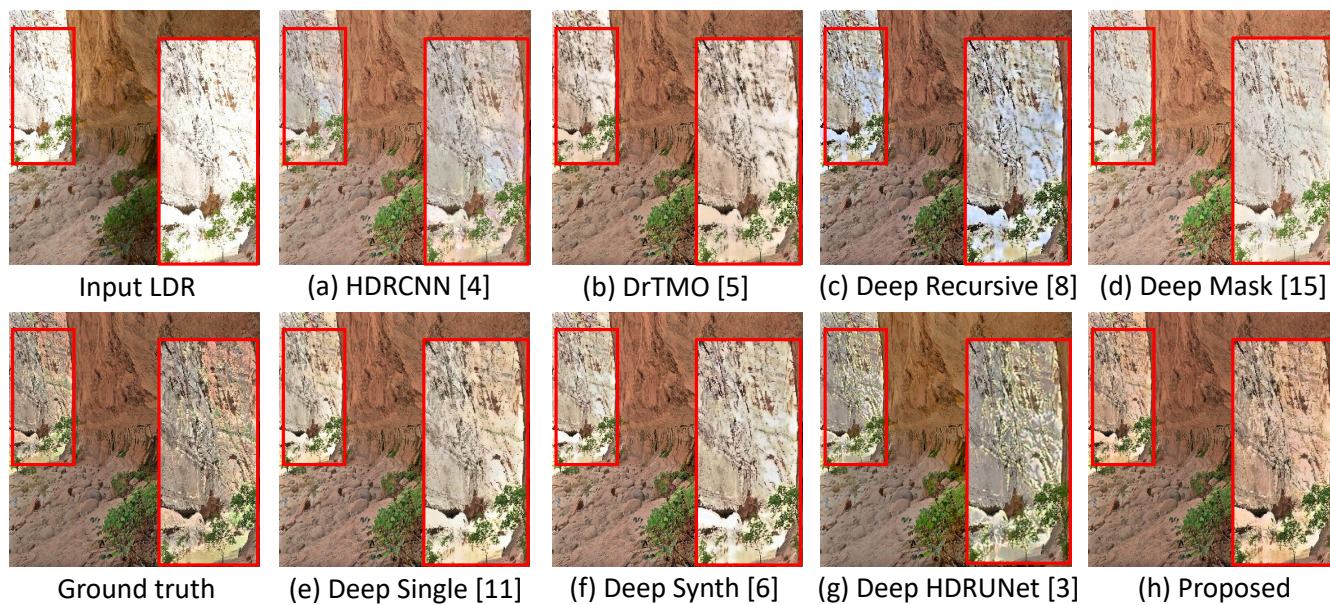 Input LDR
(a) HDRCNN [4]
(b) DrTMO [5]
(c) Deep Recursive [8]
(d) Deep Mask [15]
Ground truth
(e) Deep Single [11]
(f) Deep Synth [6]
(g) Deep HDRUNet [3]
(h) Proposed